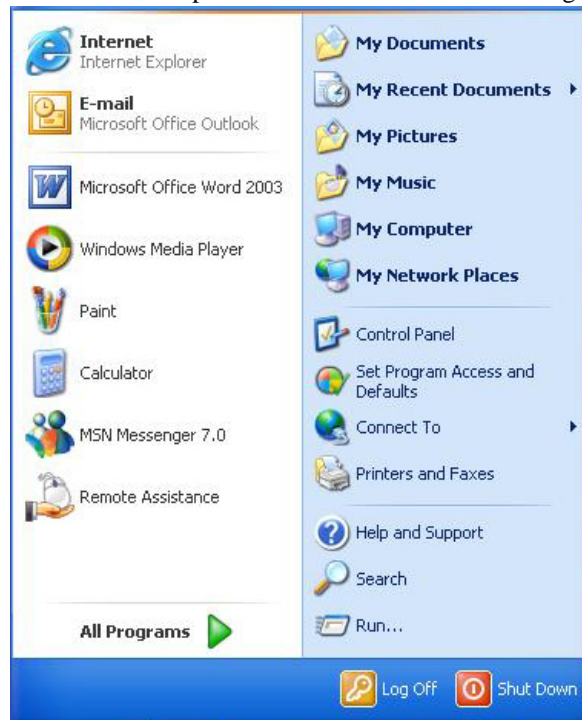 Internet
Internet Explorer
E-mail
Microsoft Office Outlook
Microsoft Office Word 2003
Windows Media Player
Paint
Calculator
MSN Messenger 7.0
Remote Assistance
All Programs
My Documents
My Recent Documents
My Pictures
My Music
My Computer
My Network Places
Control Panel
Set Program Access and
Defaults
Connect To
Printers and Faxes
Help and Support
Search
Run...
Log Off
Shut Down